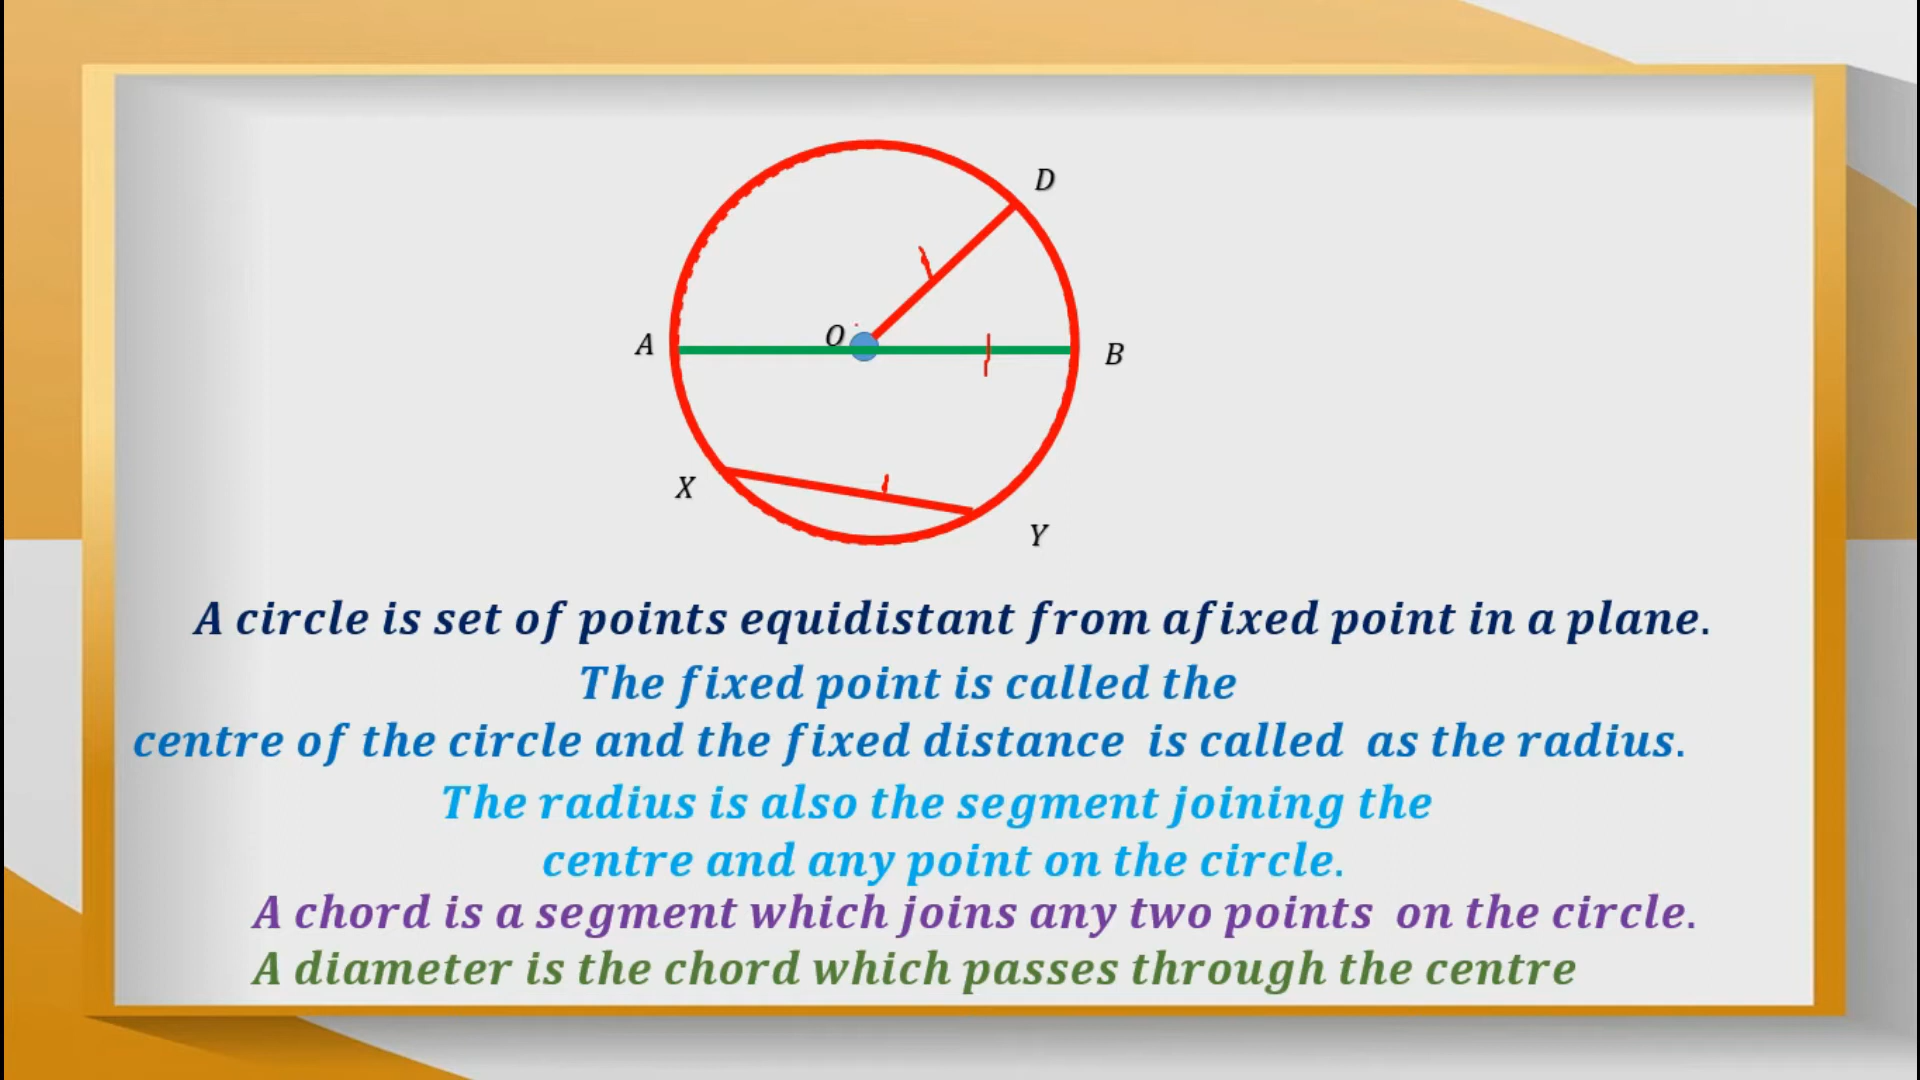 D
O
A
B
X
Y
A circle is set of points equidistant from afixed point in a plane.
The fixed point is called the
centre of the circle and the fixed distance is called as the radius.
The radius is also the segment joining the
centre and any point on the circle.
A chord is a segment which joins any two points on the circle.
A diameter is the chord which passes through the centre